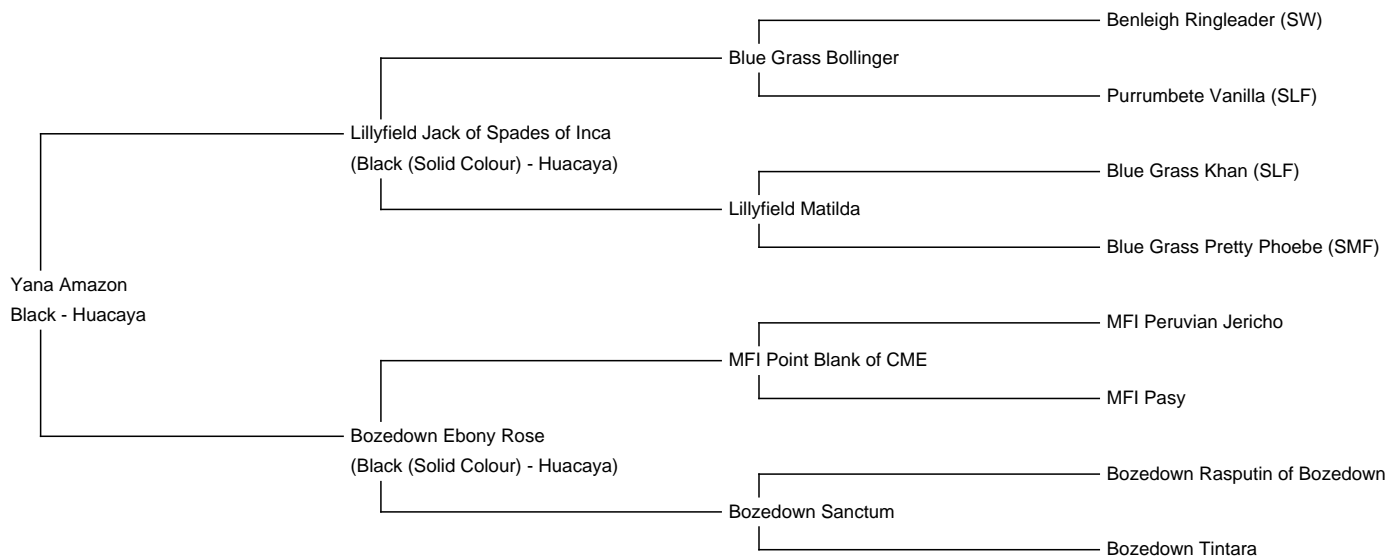 Benleigh Ringleader (SW)
Blue Grass Bollinger
Purrumbete Vanilla (SLF)
Lillyfield Jack of Spades of Inca
(Black (Solid Colour) - Huacaya)
Blue Grass Khan (SLF)
Lillyfield Matilda
Blue Grass Pretty Phoebe (SMF)
Yana Amazon
Black - Huacaya
MFI Peruvian Jericho
MFI Point Blank of CME
MFI Pasy
Bozedown Ebony Rose
(Black (Solid Colour) - Huacaya)
Bozedown Rasputin of Bozedown
Bozedown Sanctum
Bozedown Tintara